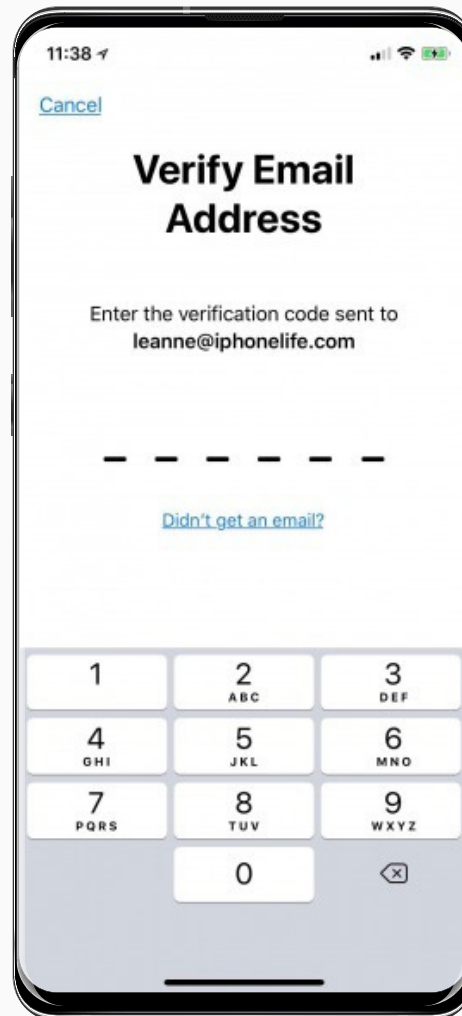 11:38
Cancel
Verify Email
Address
Enter the verification code sent to
leanne@iphonelife.com
Didn't get an email?
1
2
ABC
3
DEF
4
GHI
5
JKL
6
MNO
7
PQRS
8
TUV
9
WXYZ
0